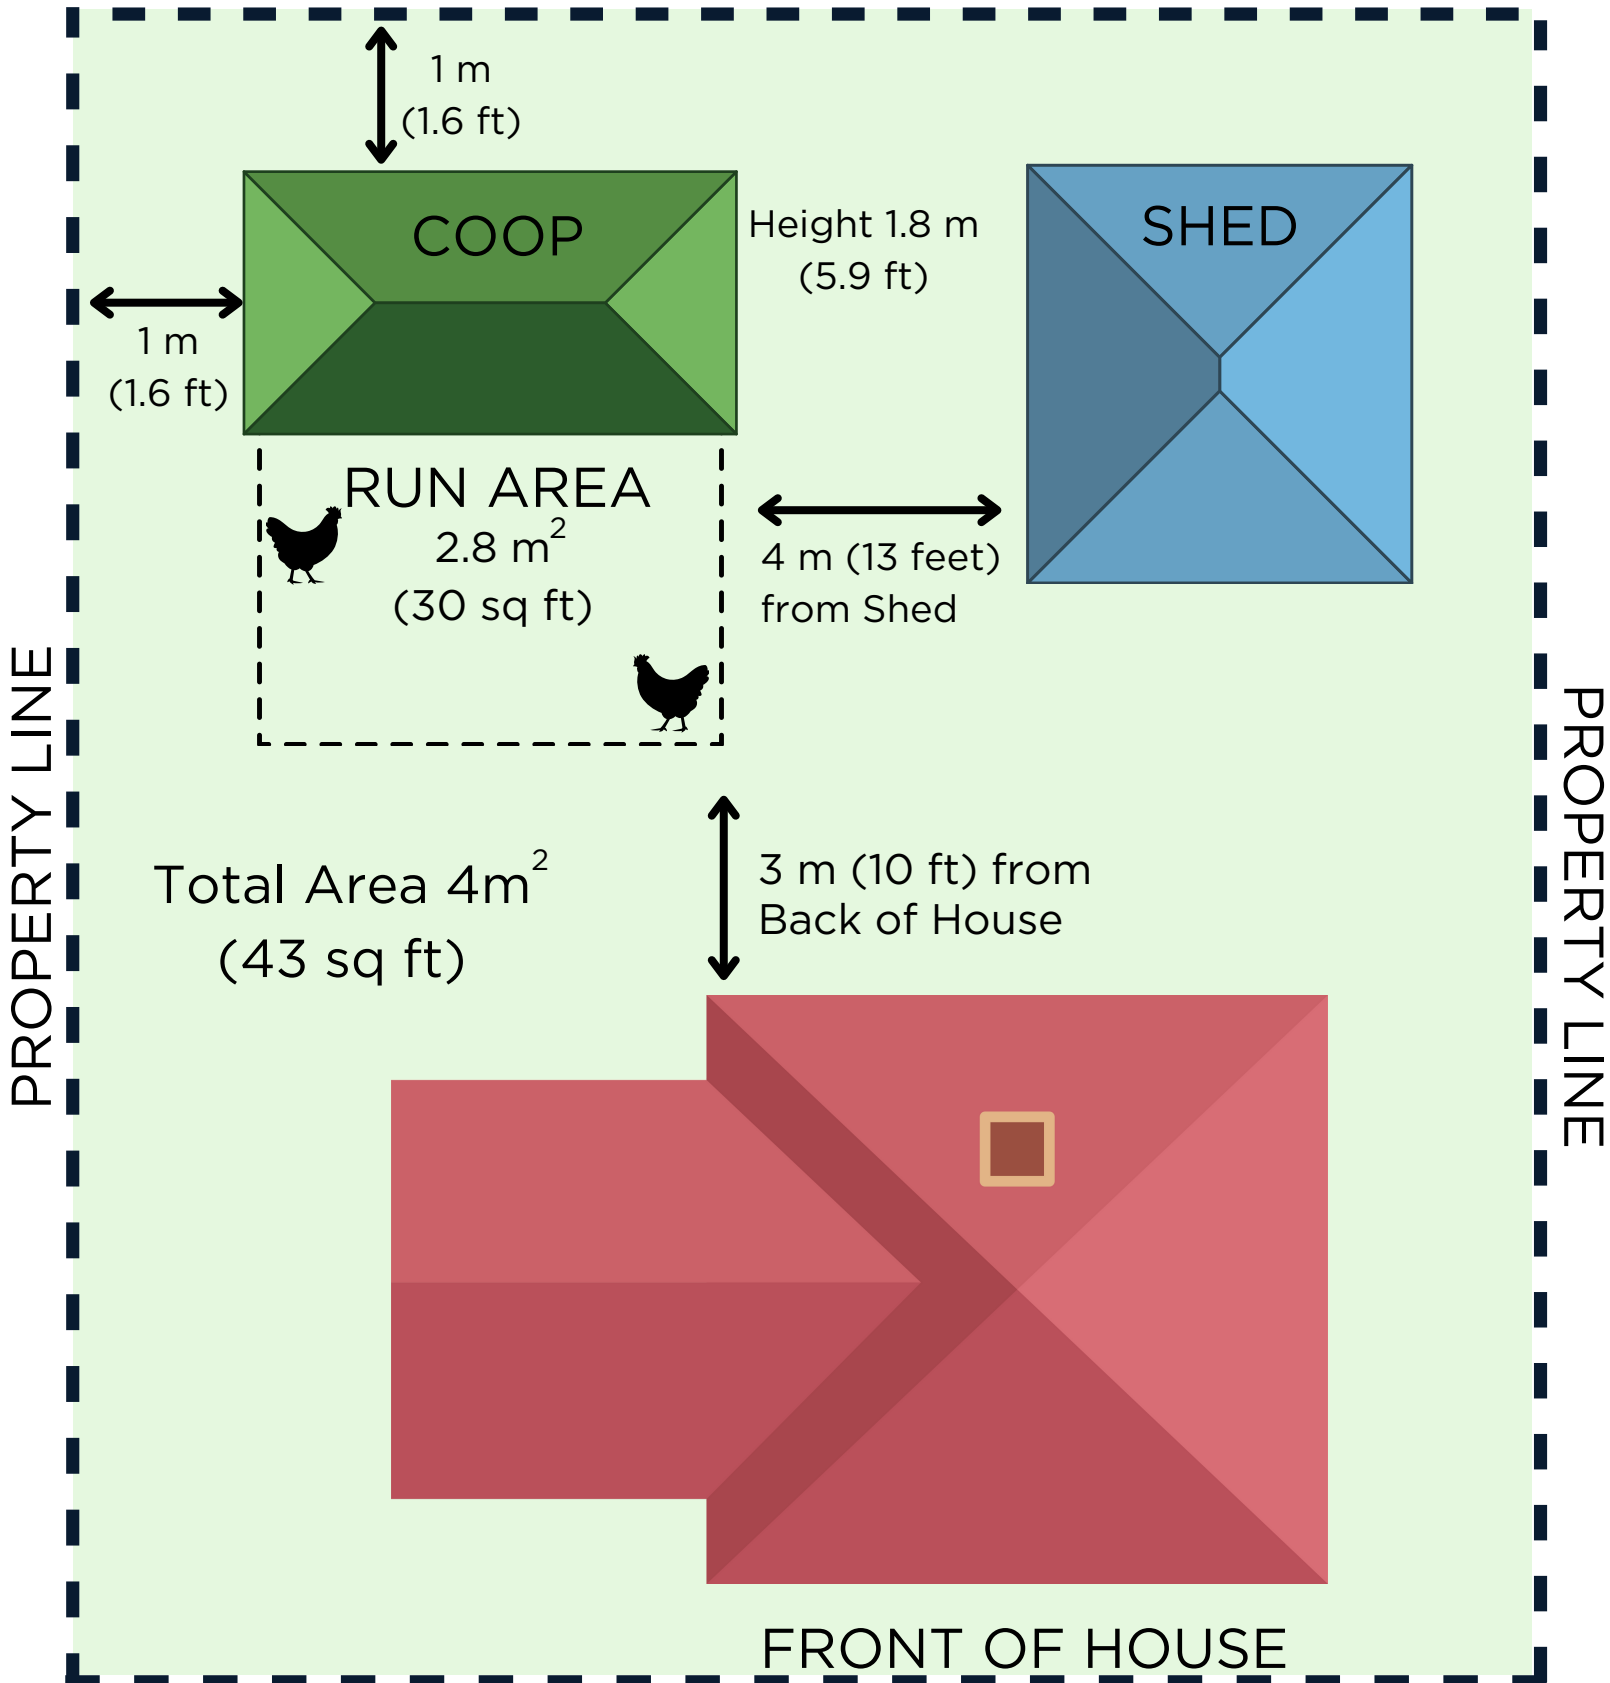 1 m
(1.6 ft)
COOP
Height 1.8 m
(5.9 ft)
SHED
1 m
(1.6 ft)
RUN AREA
2.8 m²
(30 sq ft)
4 m (13 feet)
from Shed
PROPERTY LINE
PROPERTY LINE
Total Area 4m²
(43 sq ft)
3 m (10 ft) from
Back of House
FRONT OF HOUSE